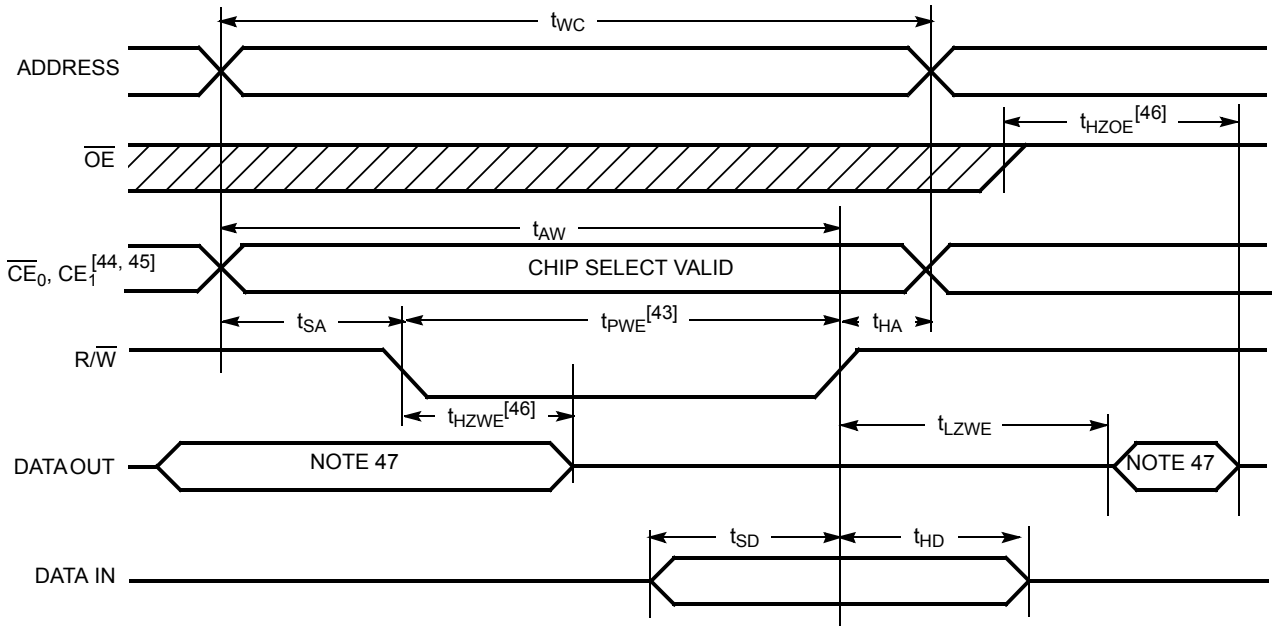 tWC
ADDRESS
tHZOE[46]
OE
tAW
CE0, CE1[44, 45]
CHIP SELECT VALID
tSA
tPWE[43]
tHA
R/W
tHZWE[46]
tLZWE
DATA OUT
NOTE 47
NOTE 47
tSD
tHD
DATA IN